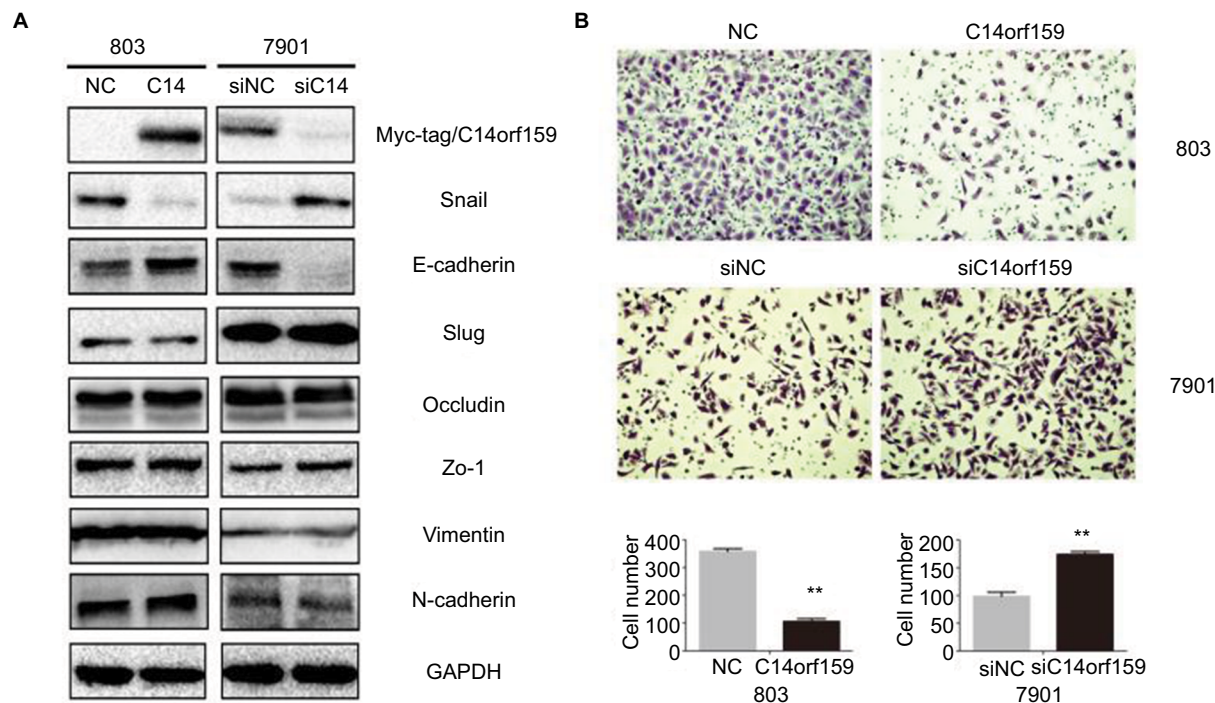 A
803 7901
NC C14 siNC siC14
Myc-tag/C14orf159
Snail
E-cadherin
Slug
Occludin
Zo-1
Vimentin
N-cadherin
GAPDH
B
NC C14orf159
803
siNC siC14orf159
7901
Cell number
400
300
200
100
0
**
NC C14orf159
803
Cell number
200
150
100
50
0
**
siNC siC14orf159
7901